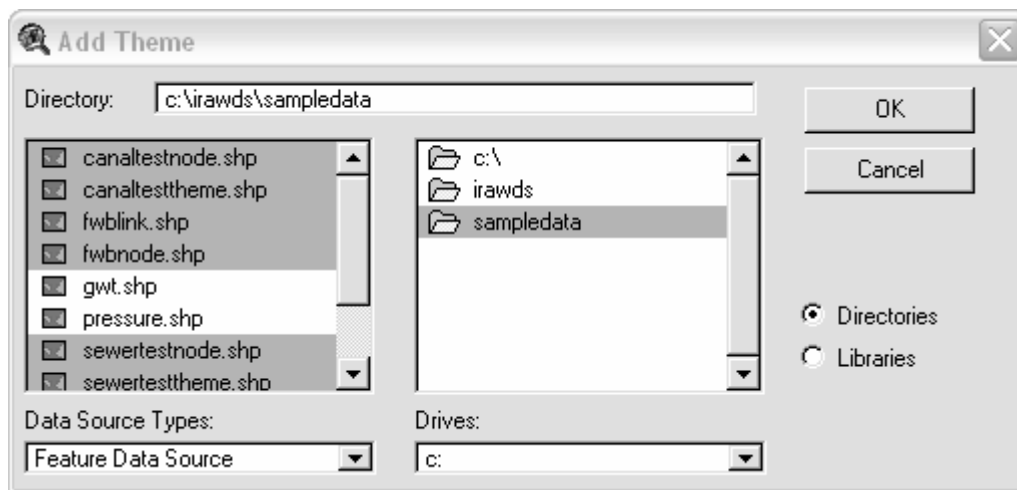 Add Theme
Directory: c:\irawds\sampledata
OK
Cancel
canaltestnode.shp
canaltesttheme.shp
fwblink.shp
fwbnode.shp
gwt.shp
pressure.shp
sewertestnode.shp
sewertesttheme.shp
c:\
irawds
sampledata
Directories
Libraries
Data Source Types:
Feature Data Source
Drives:
c: